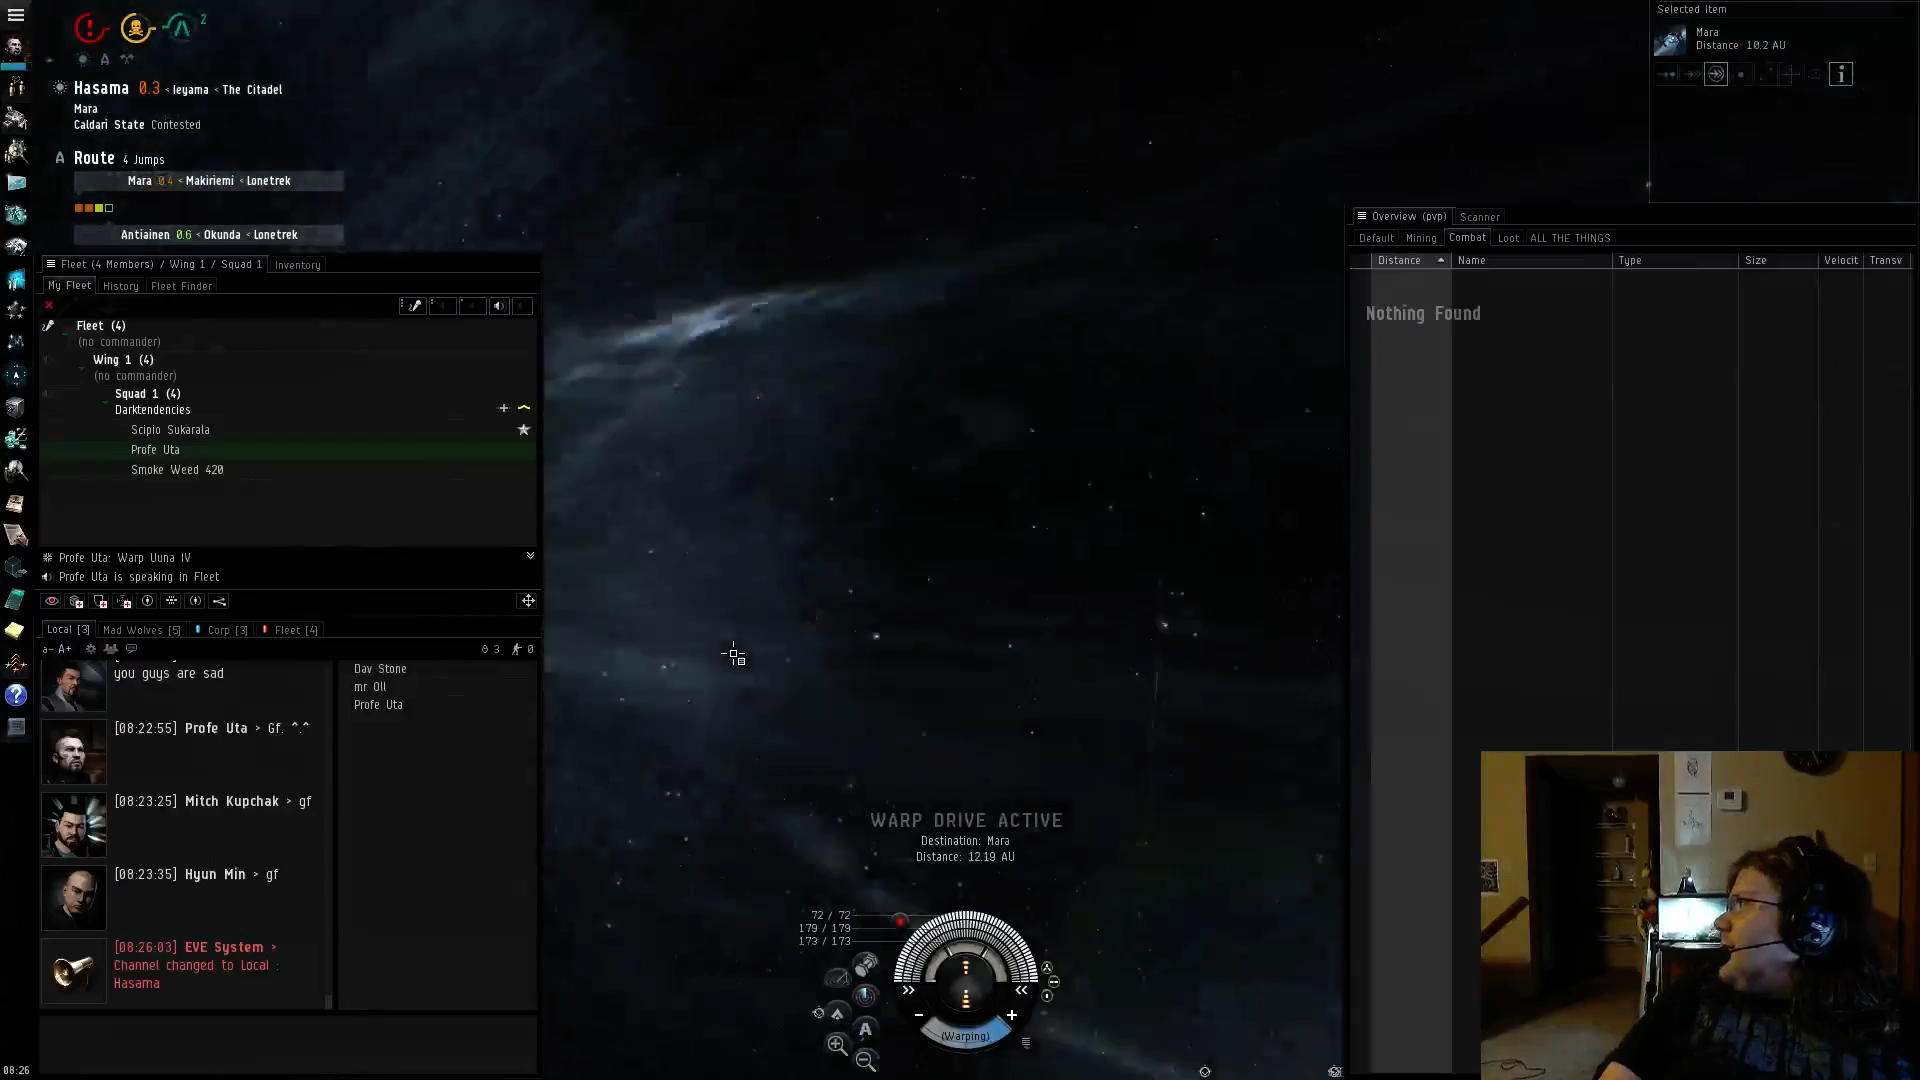 2
Hasama 0.3 < Ieyama < The Citadel
Mara
Caldari State Contested
A Route 4 Jumps
Mara 0.4 < Makiriemi < Lonetrek
Antiainen 0.6 < Okunda < Lonetrek
Fleet (4 Members) / Wing 1 / Squad 1
Inventory
My Fleet
History
Fleet Finder
Fleet (4)
(no commander)
Wing 1 (4)
(no commander)
Squad 1 (4)
Darktendencies
Scipio Sukarala
Profe Uta
Smoke Weed 420
Profe Uta: Warp Uuna IV
Profe Uta is speaking in Fleet
Local [3]
Mad Wolves [5]
Corp [3]
Fleet [4]
a- A+
3
0
you guys are sad
[08:22:55] Profe Uta > Gf. ^.^
[08:23:25] Mitch Kupchak > gf
[08:23:35] Hyun Min > gf
[08:26:03] EVE System >
Channel changed to Local :
Hasama
Dav Stone
mr Oll
Profe Uta
08:26
WARP DRIVE ACTIVE
Destination: Mara
Distance: 12.19 AU
72 / 72
179 / 179
173 / 173
A
(Warping)
Selected Item
Mara
Distance: 10.2 AU
Overview (pvp)
Scanner
Default
Mining
Combat
Loot
ALL THE THINGS
Distance
Name
Type
Size
Velocit
Transv
Nothing Found